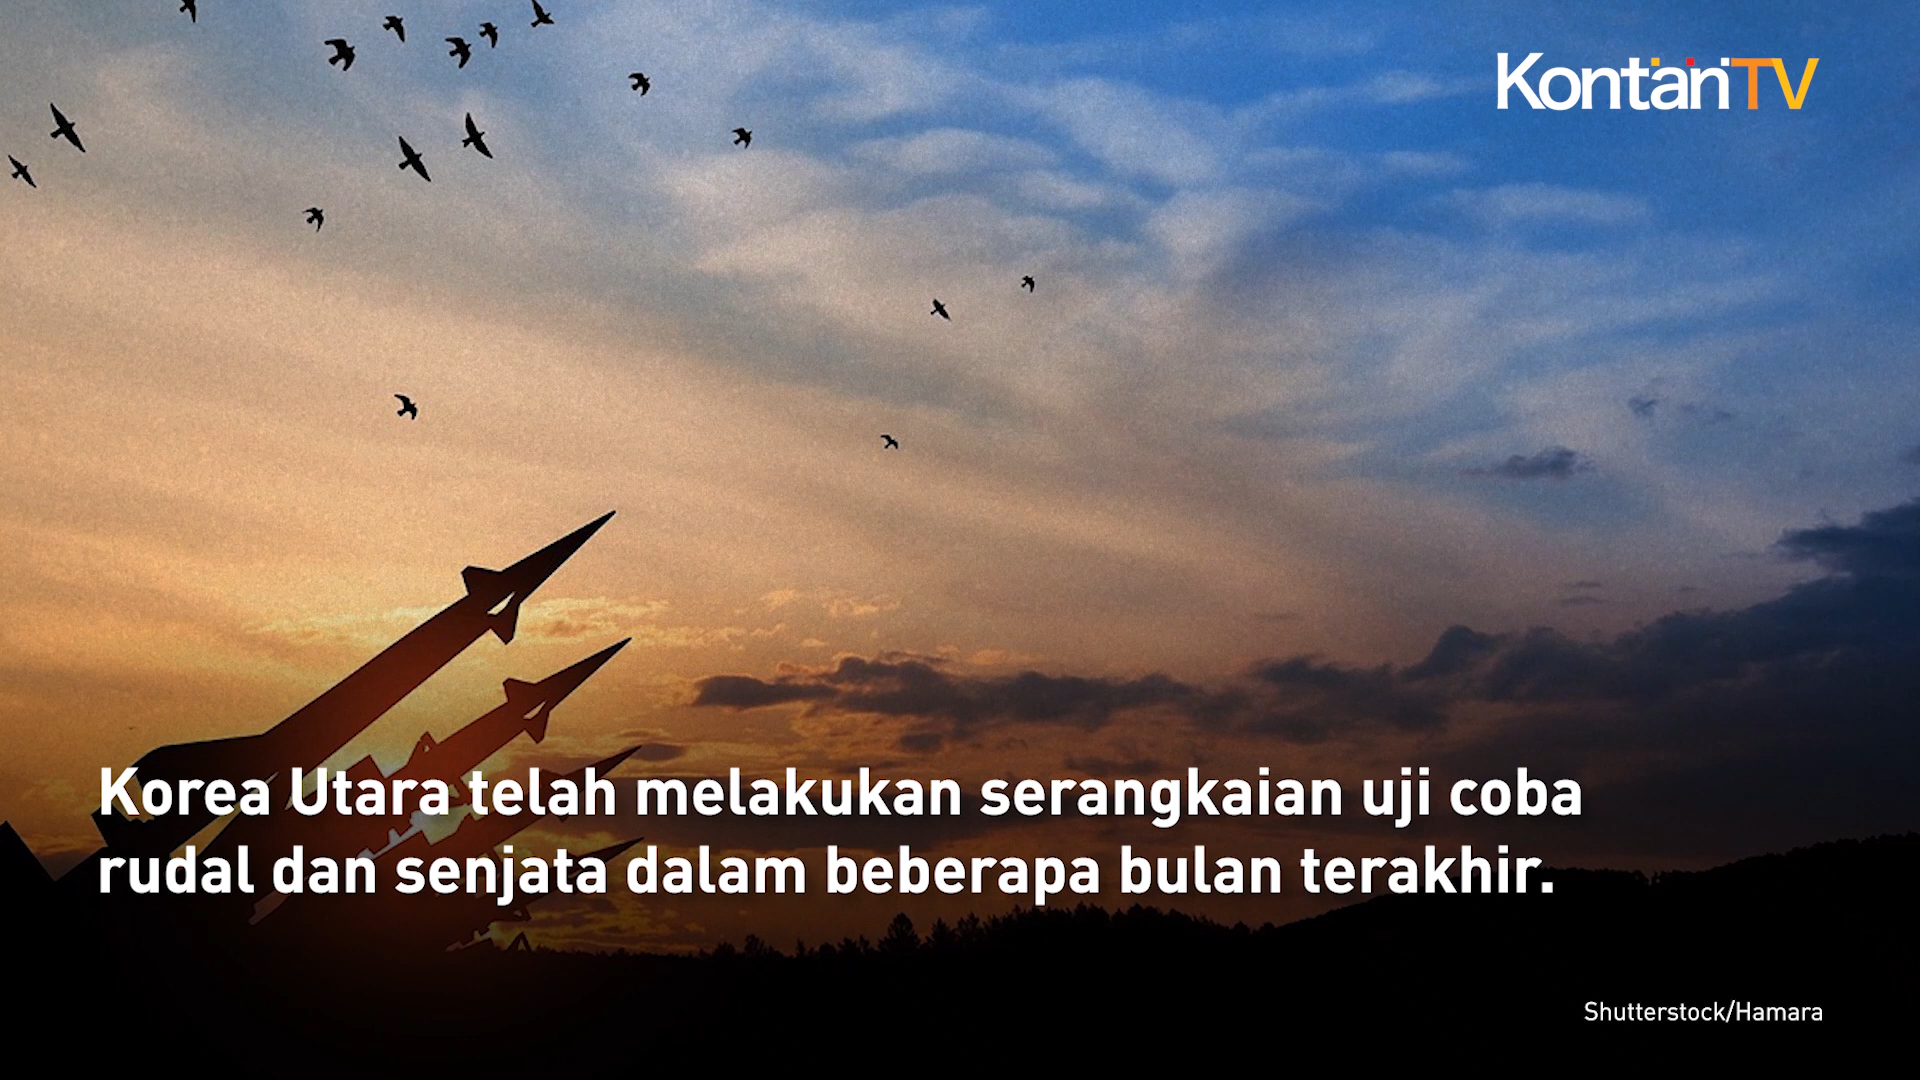 KontanTV
Korea Utara telah melakukan serangkaian uji coba
rudal dan senjata dalam beberapa bulan terakhir.
Shutterstock/Hamara